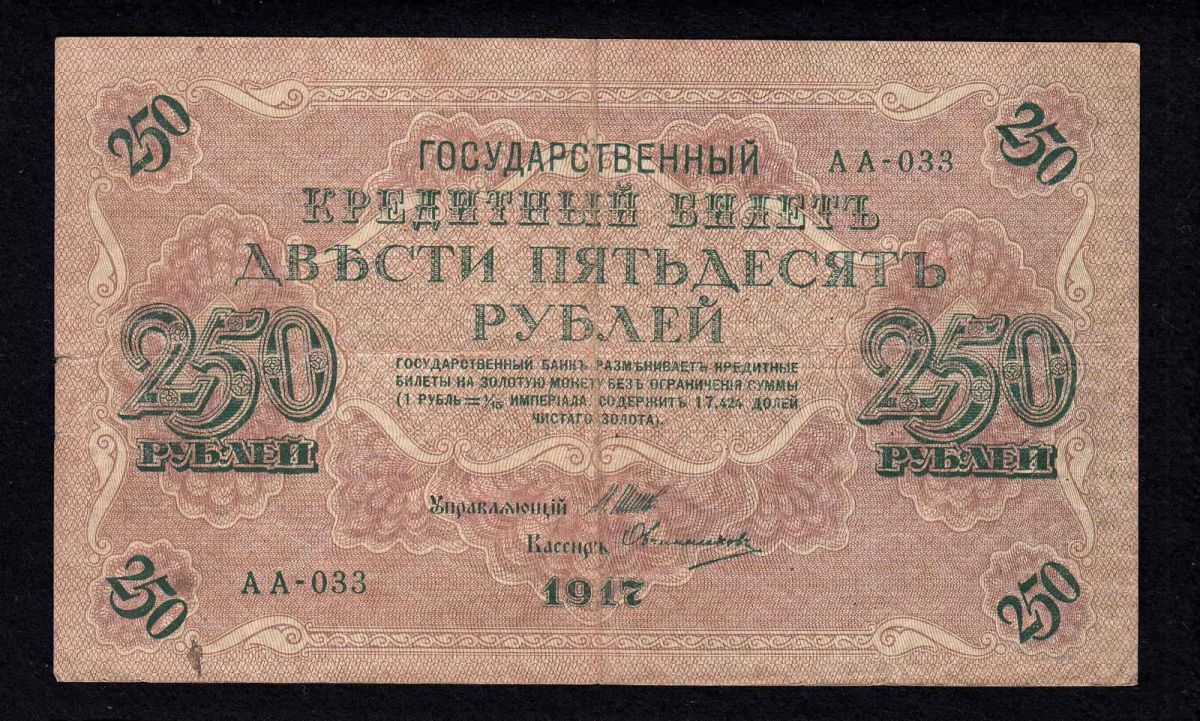 250
250
ГОСУДАРСТВЕННЫЙ АА-033
КРЕДИТНЫЙ БИЛЕТЪ
ДВѢСТИ ПЯТЬДЕСЯТЪ
РУБЛЕЙ
250
РУБЛЕЙ
ГОСУДАРСТВЕННЫЙ БАНКЪ РАЗМѢНИВАЕТЪ КРЕДИТНЫЕ
БИЛЕТЫ НА ЗОЛОТУЮ МОНЕТУ БЕЗЪ ОГРАНИЧЕНІЯ СУММЫ
(1 РУБЛЬ = 1/15 ИМПЕРІАЛА, СОДЕРЖИТЪ 17,424 ДОЛЕЙ
ЧИСТАГО ЗОЛОТА).
250
РУБЛЕЙ
Управляющій
Кассиръ
АА-033
1917
250
250